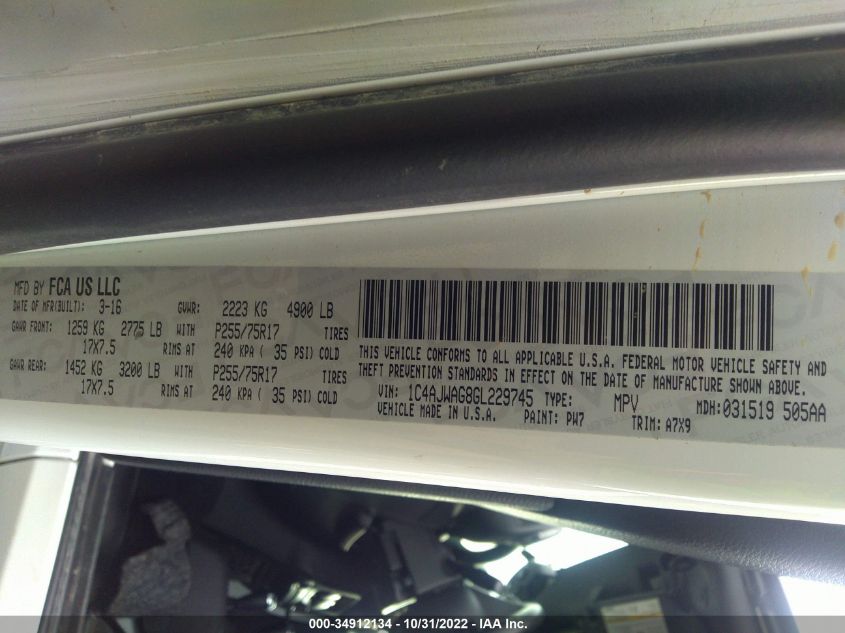 MFD BY FCA US LLC
DATE OF MFR(BUILT): 3-16 GVWR: 2223 KG 4900 LB
GAWR FRONT: 1259 KG 2775 LB WITH P255/75R17 TIRES
17X7.5 RIMS AT 240 KPA ( 35 PSI) COLD
GAWR REAR: 1452 KG 3200 LB WITH P255/75R17 TIRES
17X7.5 RIMS AT 240 KPA ( 35 PSI) COLD
THIS VEHICLE CONFORMS TO ALL APPLICABLE U.S.A. FEDERAL MOTOR VEHICLE SAFETY AND
THEFT PREVENTION STANDARDS IN EFFECT ON THE DATE OF MANUFACTURE SHOWN ABOVE.
VIN: 1C4AJWAG8GL229745 TYPE: MPV MDH:031519 505AA
VEHICLE MADE IN U.S.A. PAINT: PW7 TRIM: A7X9
000-34912134 - 10/31/2022 - IAA Inc.